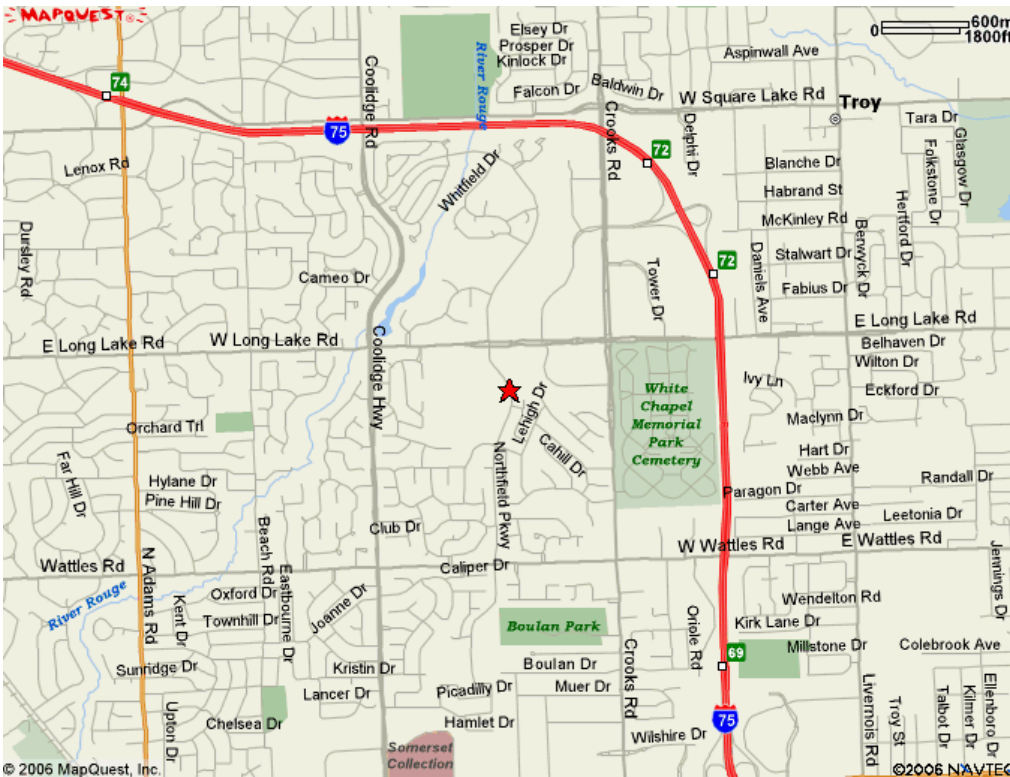 MAPQUEST
600m
0
1800ft
Elsey Dr
Prosper Dr
Kinlock Dr
Aspinwall Ave
Coolidge Rd
River Rouge
74
Falcon Dr
Baldwin Dr
W Square Lake Rd
Troy
75
Crooks Rd
Delphi Dr
Tara Dr
Glasgow Dr
Folkstone Dr
Lenox Rd
Whitfield Dr
72
Blanche Dr
Habrand St
Hertford Dr
McKinley Rd
Berwyck Dr
Dursley Rd
Cameo Dr
Tower Dr
72
Daniels Ave
Stalwart Dr
Fabius Dr
E Long Lake Rd
W Long Lake Rd
E Long Lake Rd
Coolidge Hwy
Belhaven Dr
Wilton Dr
Ivy Ln
Eckford Dr
White
Chapel
Memorial
Park
Cemetery
Lehigh Dr
Maclynn Dr
Orchard Trl
Cahill Dr
Northfield Pkwy
Hart Dr
Webb Ave
Far Hill Dr
Hylane Dr
Pine Hill Dr
Randall Dr
Paragon Dr
Carter Ave
Leetonia Dr
Lange Ave
Club Dr
Beach Rd
W Wattles Rd
E Wattles Rd
Wattles Rd
N Adams Rd
Caliper Dr
Jennings Dr
River Rouge
Eastbourne Dr
Oxford Dr
Kent Dr
Townhill Dr
Joanne Dr
Wendelton Rd
Oriole Rd
Kirk Lane Dr
Boulan Park
Millstone Dr
Colebrook Ave
69
Sunridge Dr
Kristin Dr
Boulan Dr
Crooks Rd
Lancer Dr
Picadilly Dr
Muer Dr
Livernois Rd
Troy St
Talbot Dr
Kilmer Dr
Ellenboro Dr
Upton Dr
Chelsea Dr
Hamlet Dr
75
Wilshire Dr
Somerset
Collection
© 2006 MapQuest, Inc.
©2006 NAVTEQ